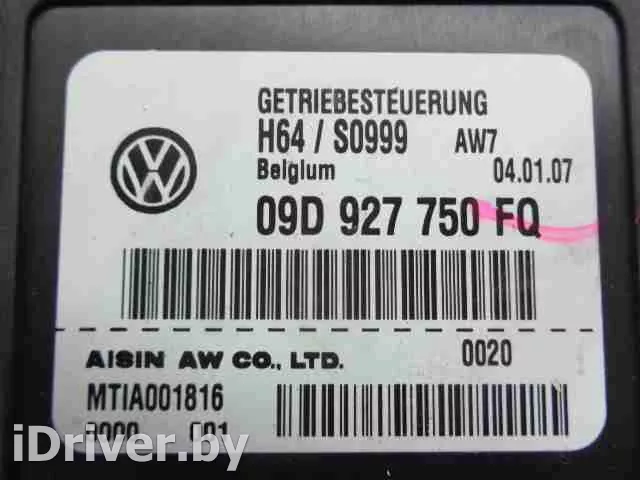 GETRIEBESTEUERUNG
H64 / S0999 AW7
Belgium 04.01.07
09D 927 750 FQ
AISIN AW CO., LTD. 0020
MTIA001816
iDriver.by